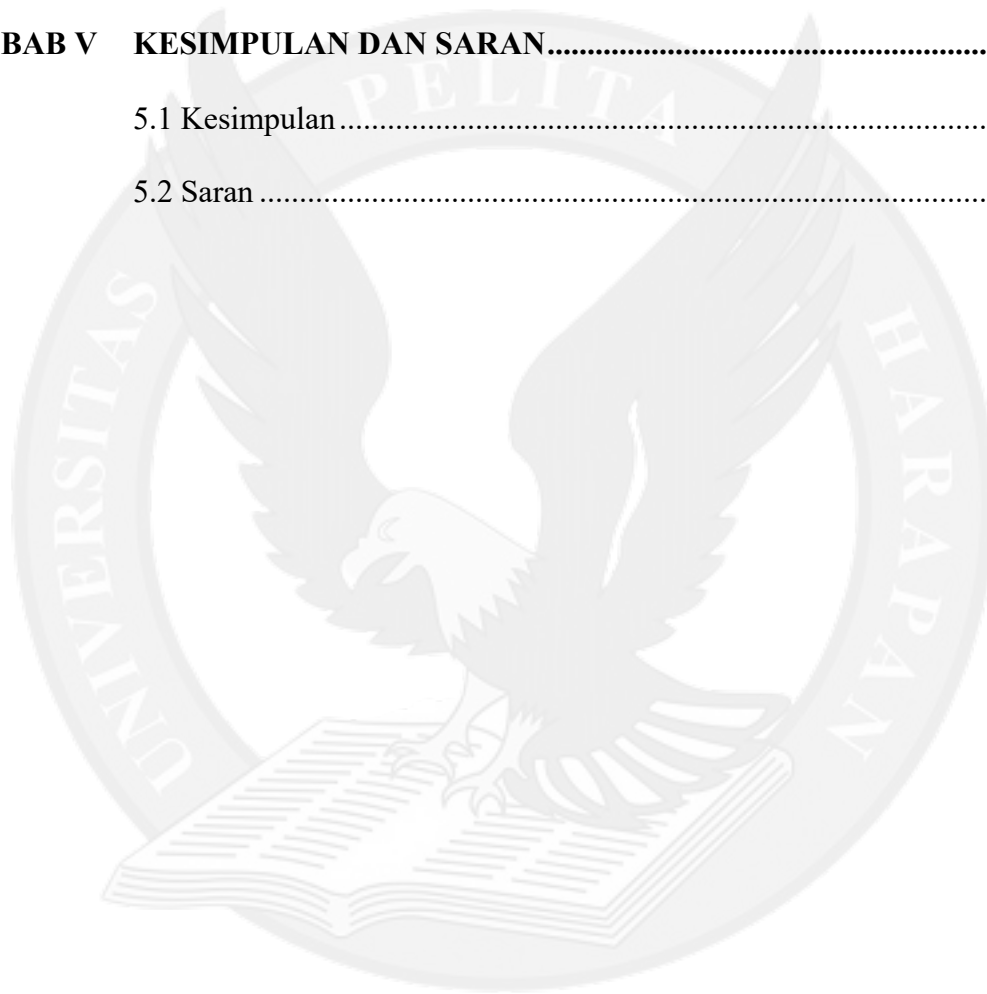 BAB V KESIMPULAN DAN SARAN........................................................
5.1 Kesimpulan................................................................................
5.2 Saran ..........................................................................................
UNIVERSITAS PELITA HARAPAN